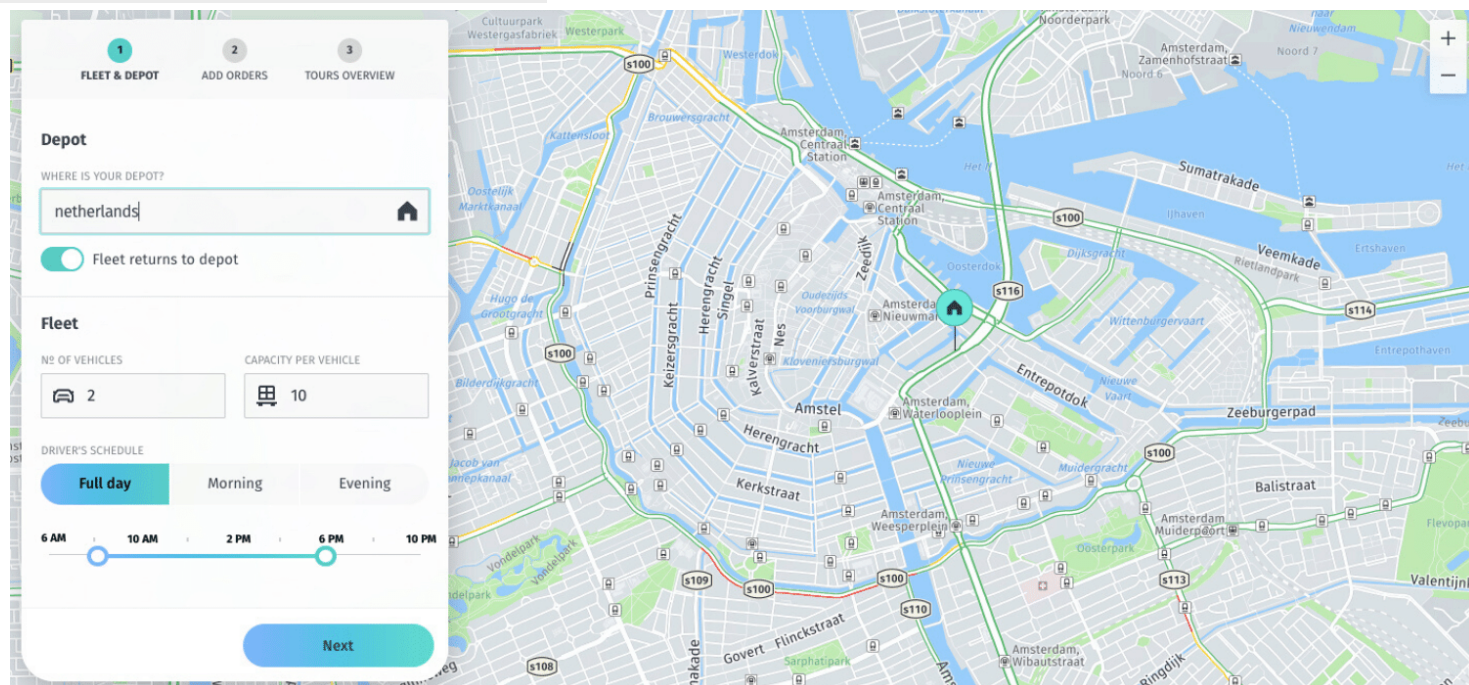 1
2
3
FLEET & DEPOT
ADD ORDERS
TOURS OVERVIEW
Depot
WHERE IS YOUR DEPOT?
netherlands
Fleet returns to depot
Fleet
Nº OF VEHICLES
CAPACITY PER VEHICLE
2
10
DRIVER'S SCHEDULE
Full day
Morning
Evening
6 AM
10 AM
2 PM
6 PM
10 PM
Next
Cultuurpark
Westergasfabriek
Westerpark
Westerdok
s100
Noorderpark
Nieuwendam
Amsterdam,
Zamenhofstraat
Noord 7
Noord 6
+
−
Kattensloot
Brouwersgracht
Amsterdam,
Centraal
Station
Het IJ
Sumatrakade
Oostelijk
Marktkanaal
Amsterdam,
Centraal
Station
s100
IJhaven
Prinsengracht
Herengracht
Singel
Zeedijk
Oosterdok
Dijksgracht
Veemkade
Rietlandpark
Ertshaven
s116
Hugo de
Grootgracht
Oudezijds
Voorburgwal
Amsterda
Nieuwmar
Wittenburgervaart
s114
s100
Keizersgracht
Kalverstraat
Nes
Kloveniersburgwal
Entrepothaven
Bilderdijkgracht
Entrepotdok
Nieuwe
Vaart
Amstel
Amsterdam,
Waterlooplein
Zeeburgerpad
Herengracht
Jacob van
Nieuwe
Prinsengracht
Muidergracht
s100
Kerkstraat
Balistraat
Amsterdam,
Weesperplein
Amsterdam
Muiderpoort
Vondelpark
Vondelpark
Oosterpark
s109
s100
s100
s113
s110
Govert Flinckstraat
s108
Sarphatipark
Amsterdam,
Wibautstraat
Ringdijk